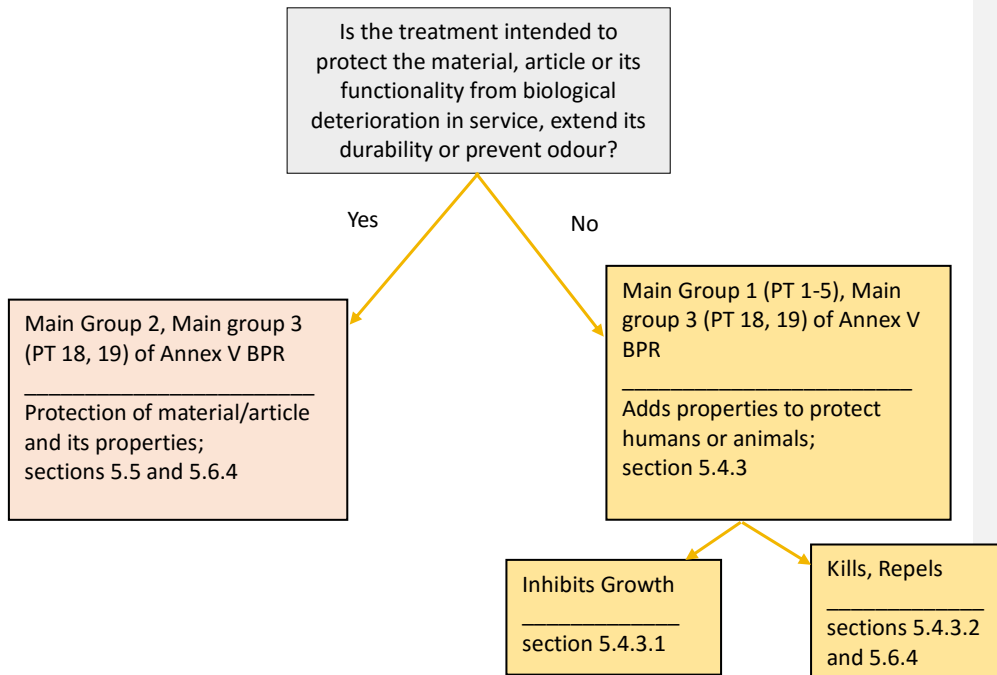 Is the treatment intended to
protect the material, article or its
functionality from biological
deterioration in service, extend its
durability or prevent odour?
Yes
No
Main Group 2, Main group 3
(PT 18, 19) of Annex V BPR
________________________
Protection of material/article
and its properties;
sections 5.5 and 5.6.4
Main Group 1 (PT 1-5), Main
group 3 (PT 18, 19) of Annex V
BPR
________________________
Adds properties to protect
humans or animals;
section 5.4.3
Inhibits Growth
_____________
section 5.4.3.1
Kills, Repels
_____________
sections 5.4.3.2
and 5.6.4